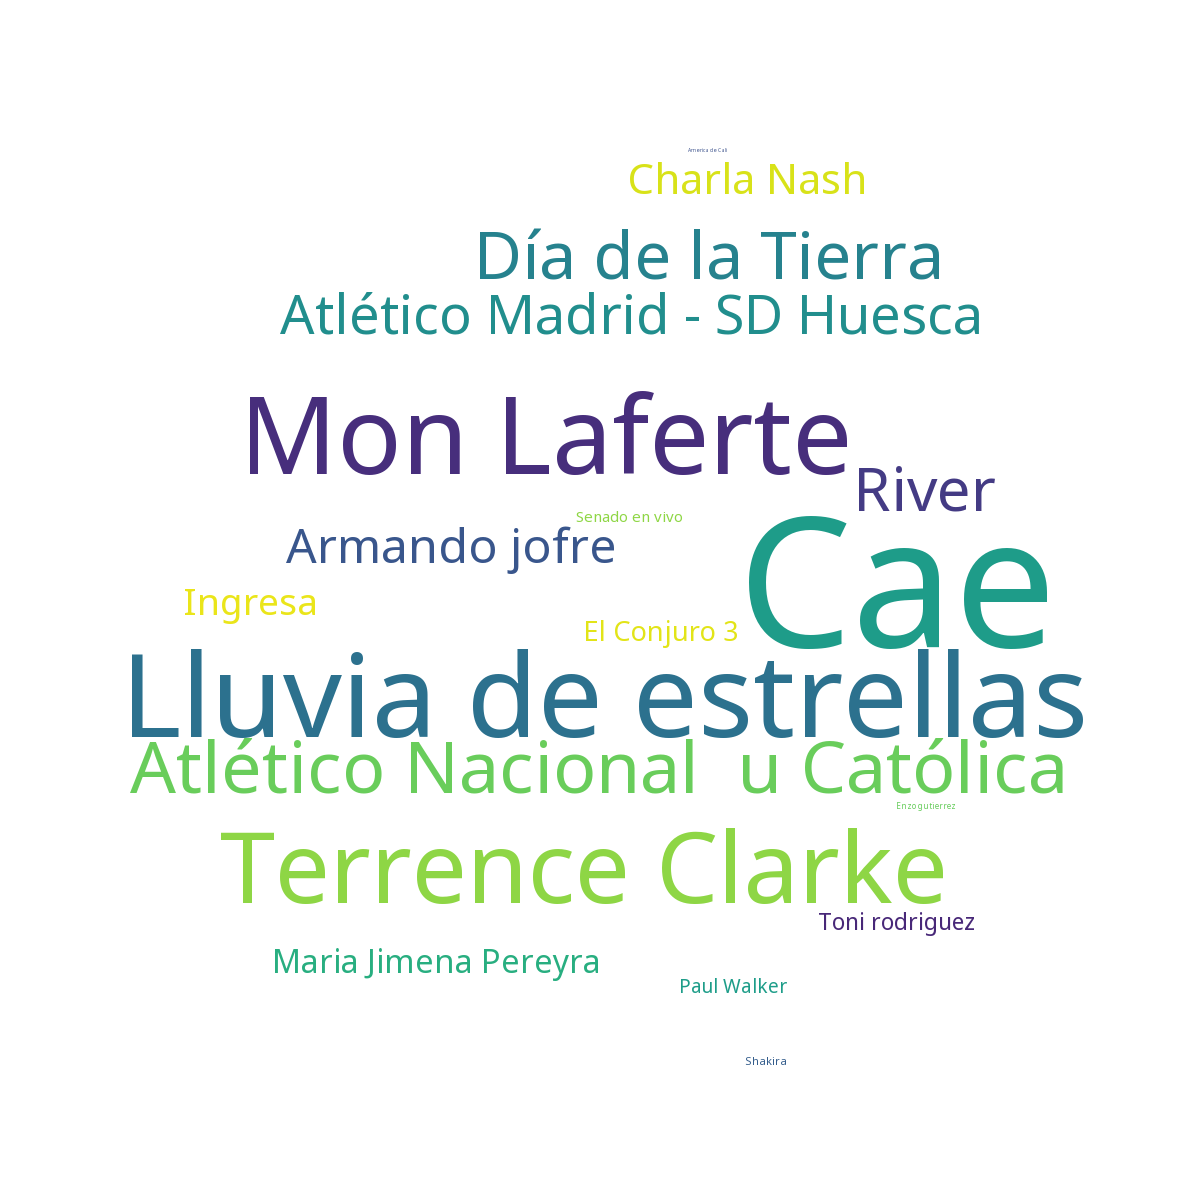 America de Cali
Charla Nash
Día de la Tierra
Atlético Madrid - SD Huesca
Mon Laferte
River
Senado en vivo
Armando jofre
Cae
Ingresa
El Conjuro 3
Lluvia de estrellas
Atlético Nacional  u Católica
Enzo gutierrez
Terrence Clarke
Toni rodriguez
Maria Jimena Pereyra
Paul Walker
Shakira